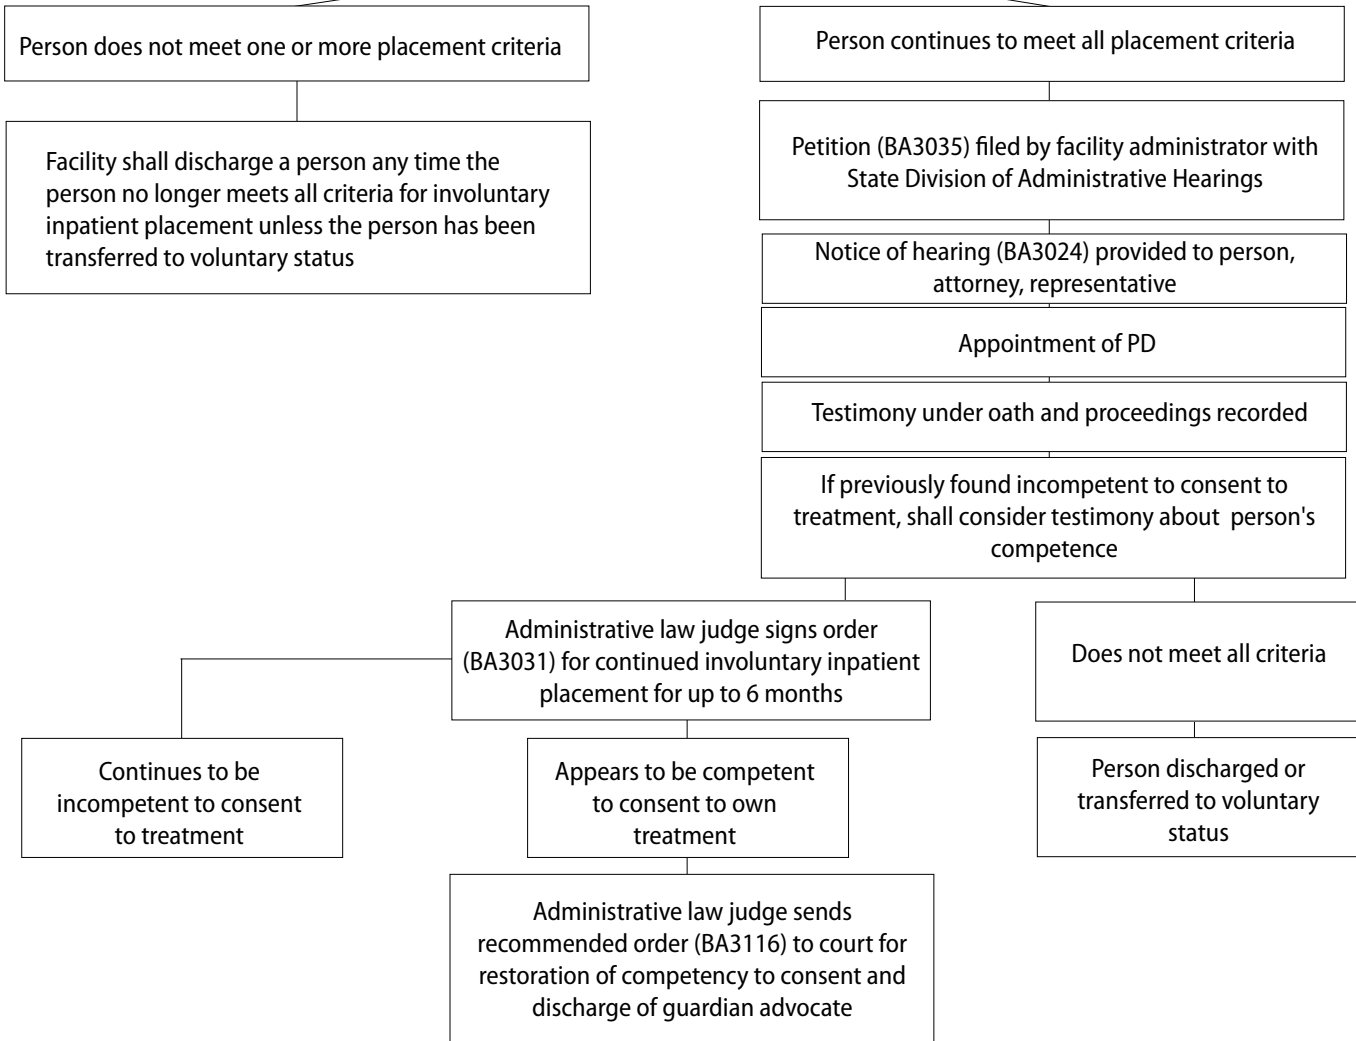 Person does not meet one or more placement criteria
Facility shall discharge a person any time the
person no longer meets all criteria for involuntary
inpatient placement unless the person has been
transferred to voluntary status
Person continues to meet all placement criteria
Petition (BA3035) filed by facility administrator with
State Division of Administrative Hearings
Notice of hearing (BA3024) provided to person,
attorney, representative
Appointment of PD
Testimony under oath and proceedings recorded
If previously found incompetent to consent to
treatment, shall consider testimony about person's
competence
Administrative law judge signs order
(BA3031) for continued involuntary inpatient
placement for up to 6 months
Does not meet all criteria
Continues to be
incompetent to consent
to treatment
Appears to be competent
to consent to own
treatment
Person discharged or
transferred to voluntary
status
Administrative law judge sends
recommended order (BA3116) to court for
restoration of competency to consent and
discharge of guardian advocate